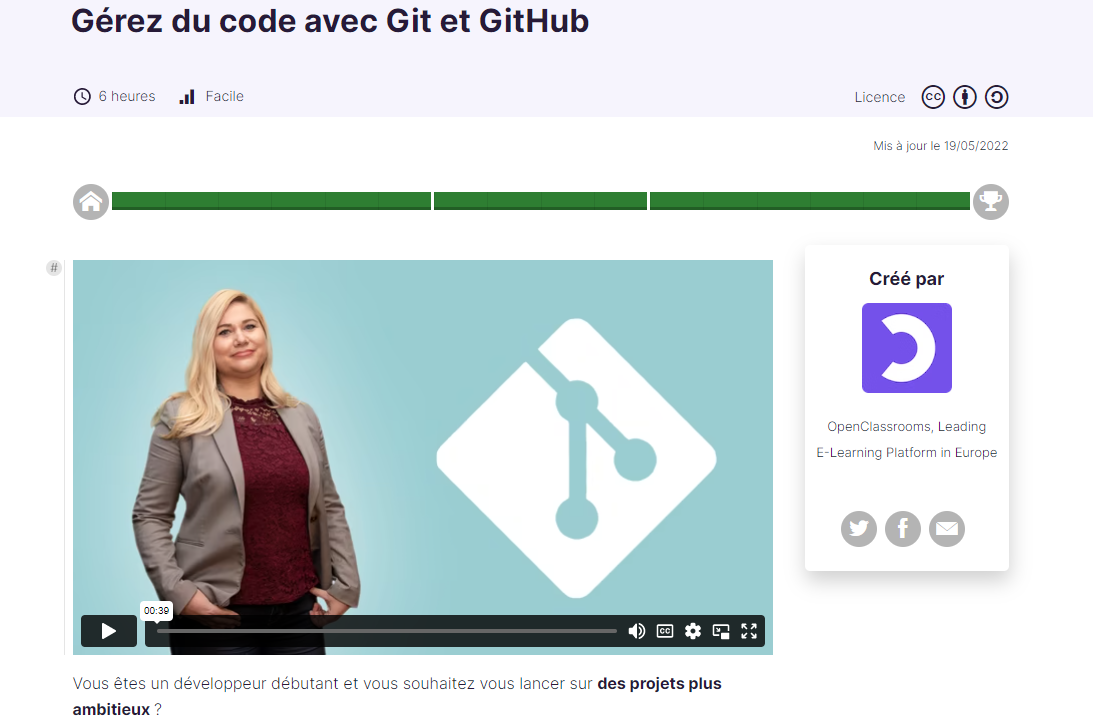 Gérez du code avec Git et GitHub
6 heures Facile Licence CC
Mis à jour le 19/05/2022
#
Créé par
OpenClassrooms, Leading
E-Learning Platform in Europe
00:39
CC
Vous êtes un développeur débutant et vous souhaitez vous lancer sur des projets plus
ambitieux ?